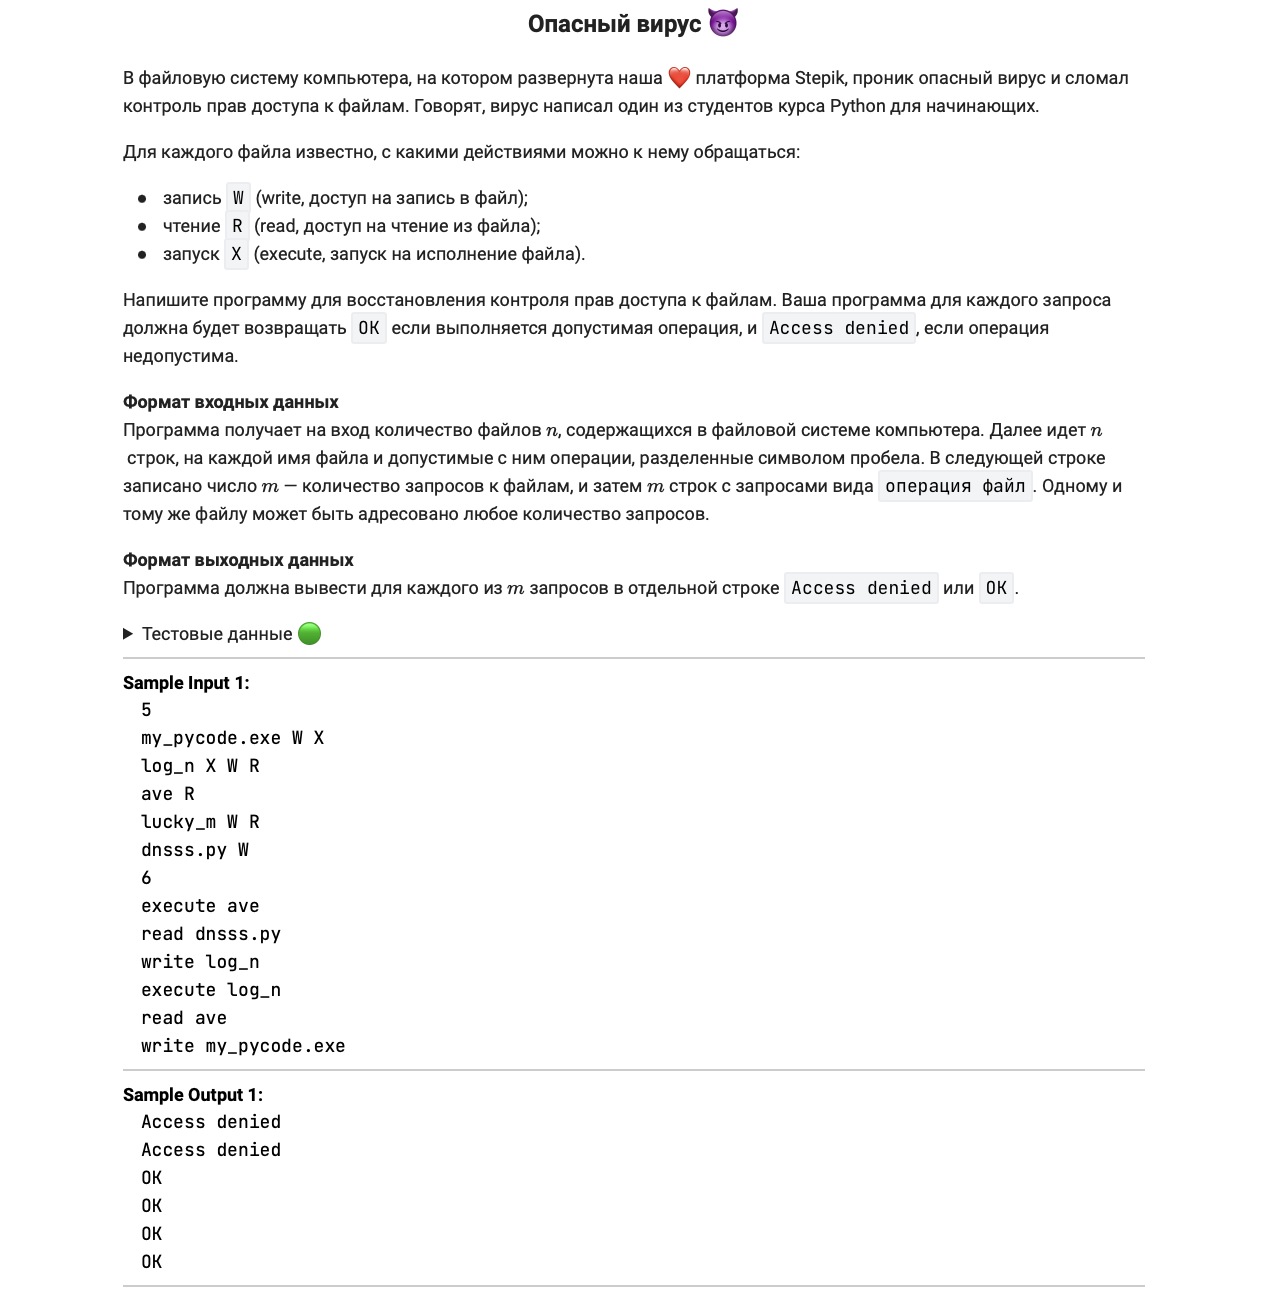 Опасный вирус 😈
В файловую систему компьютера, на котором развернута наша ❤️ платформа Stepik, проник опасный вирус и сломал
контроль прав доступа к файлам. Говорят, вирус написал один из студентов курса Python для начинающих.
Для каждого файла известно, с какими действиями можно к нему обращаться:
● запись W (write, доступ на запись в файл);
● чтение R (read, доступ на чтение из файла);
● запуск X (execute, запуск на исполнение файла).
Напишите программу для восстановления контроля прав доступа к файлам. Ваша программа для каждого запроса
должна будет возвращать OK если выполняется допустимая операция, и Access denied, если операция
недопустима.
Формат входных данных
Программа получает на вход количество файлов n, содержащихся в файловой системе компьютера. Далее идет n
строк, на каждой имя файла и допустимые с ним операции, разделенные символом пробела. В следующей строке
записано число m — количество запросов к файлам, и затем m строк с запросами вида операция файл. Одному и
тому же файлу может быть адресовано любое количество запросов.
Формат выходных данных
Программа должна вывести для каждого из m запросов в отдельной строке Access denied или OK.
▶ Тестовые данные 🟢
Sample Input 1:
5
my_pycode.exe W X
log_n X W R
ave R
lucky_m W R
dnsss.py W
6
execute ave
read dnsss.py
write log_n
execute log_n
read ave
write my_pycode.exe
Sample Output 1:
Access denied
Access denied
OK
OK
OK
OK